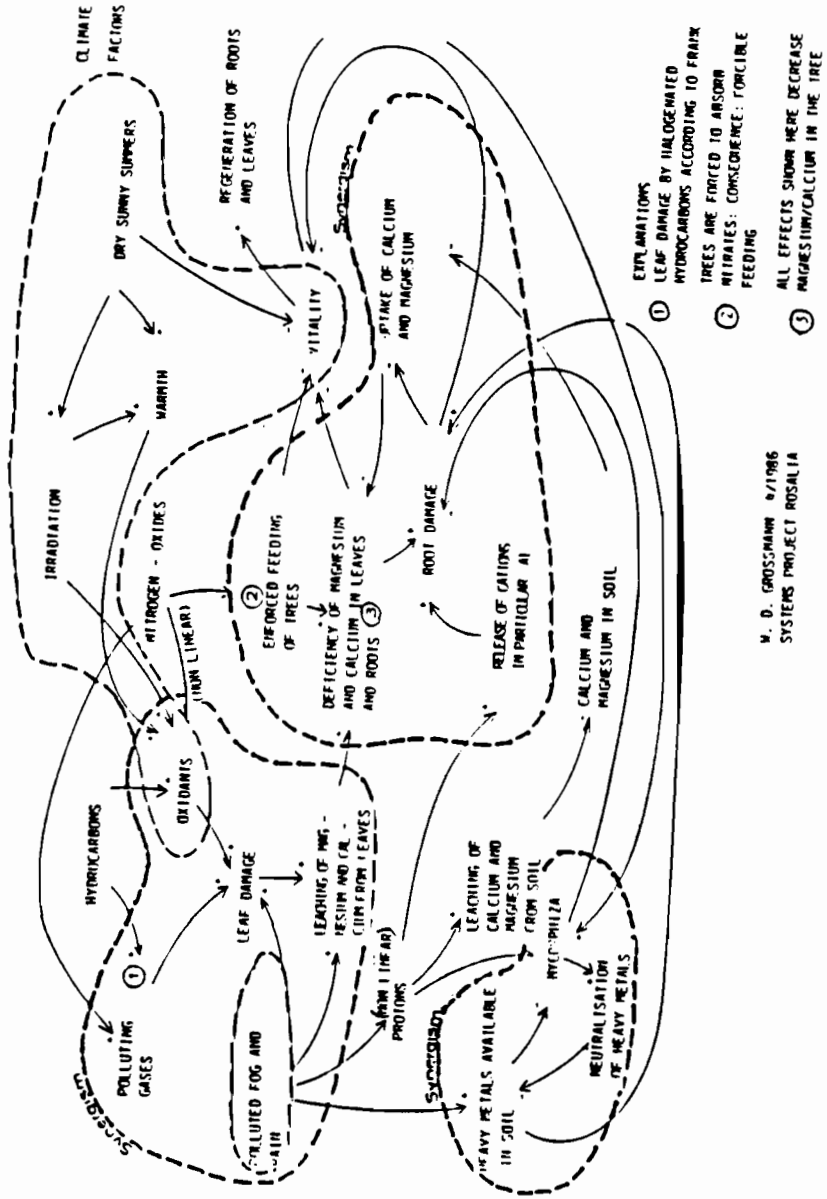 CLIMATE
FACTORS
DRY SUNNY SUMMERS
REGENERATION OF ROOTS
AND LEAVES
IRRADIATION
WARMTH
VITALITY
Synergism
UPTAKE OF CALCIUM
AND MAGNESIUM
NITROGEN - OXIDES
(NON LINEAR)
HYDROCARBONS
OXIDANTS
②
ENFORCED FEEDING
OF TREES
DEFICIENCY OF MAGNESIUM
AND CALCIUM IN LEAVES
AND ROOTS ③
ROOT DAMAGE
RELEASE OF CATIONS
IN PARTICULAR Al
CALCIUM AND
MAGNESIUM IN SOIL
①
POLLUTING
GASES
Synergism
LEAF DAMAGE
LEACHING OF MAG -
NESIUM AND CAL -
CIUM FROM LEAVES
POLLUTED FOG AND
RAIN
(NON LINEAR)
PROTONS
LEACHING OF
CALCIUM AND
MAGNESIUM
FROM SOIL
Synergism
HEAVY METALS AVAILABLE
IN SOIL
MYCORRHIZA
NEUTRALISATION
OF HEAVY METALS
EXPLANATIONS
① LEAF DAMAGE BY HALOGENATED
HYDROCARBONS ACCORDING TO FRANK
② TREES ARE FORCED TO ABSORB
NITRATES: CONSEQUENCE: FORCIBLE
FEEDING
③ ALL EFFECTS SHOWN HERE DECREASE
MAGNESIUM/CALCIUM IN THE TREE
W. D. GROSSMANN /1986
SYSTEMS PROJECT ROSALIA